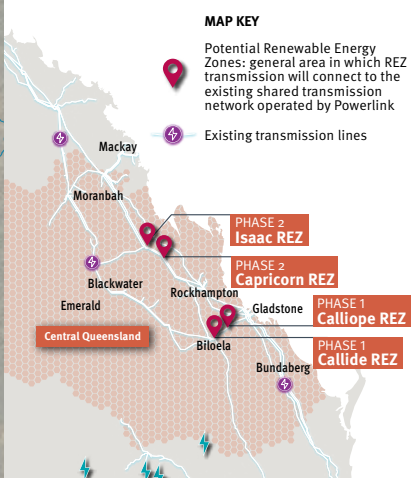 MAP KEY
Potential Renewable Energy
Zones: general area in which REZ
transmission will connect to the
existing shared transmission
network operated by Powerlink
Existing transmission lines
Mackay
Moranbah
PHASE 2
Isaac REZ
PHASE 2
Capricorn REZ
Blackwater
Rockhampton
Emerald
Gladstone
PHASE 1
Calliope REZ
Central Queensland
Biloela
PHASE 1
Callide REZ
Bundaberg